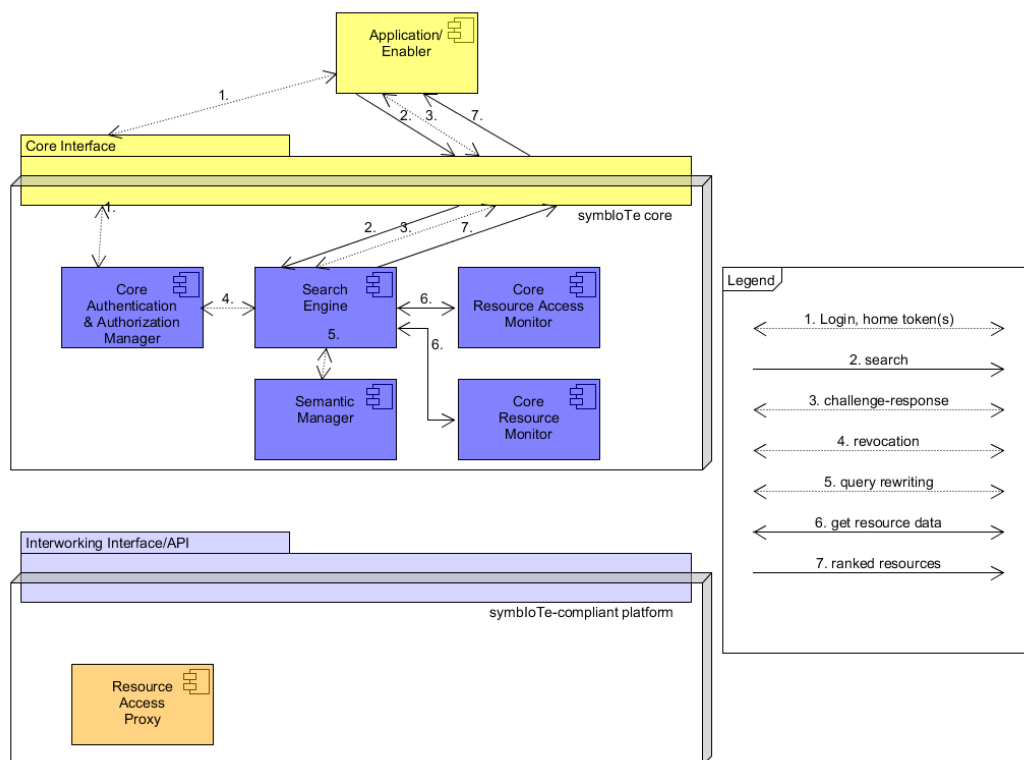 Application/
Enabler
1.
2.
3.
7.
Core Interface
symbIoTe core
1.
2.
3.
7.
Core
Authentication
& Authorization
Manager
4.
Search
Engine
5.
6.
Core
Resource Access
Monitor
6.
Semantic
Manager
Core
Resource
Monitor
Legend
1. Login, home token(s)
2. search
3. challenge-response
4. revocation
5. query rewriting
6. get resource data
7. ranked resources
Interworking Interface/API
symbIoTe-compliant platform
Resource
Access
Proxy